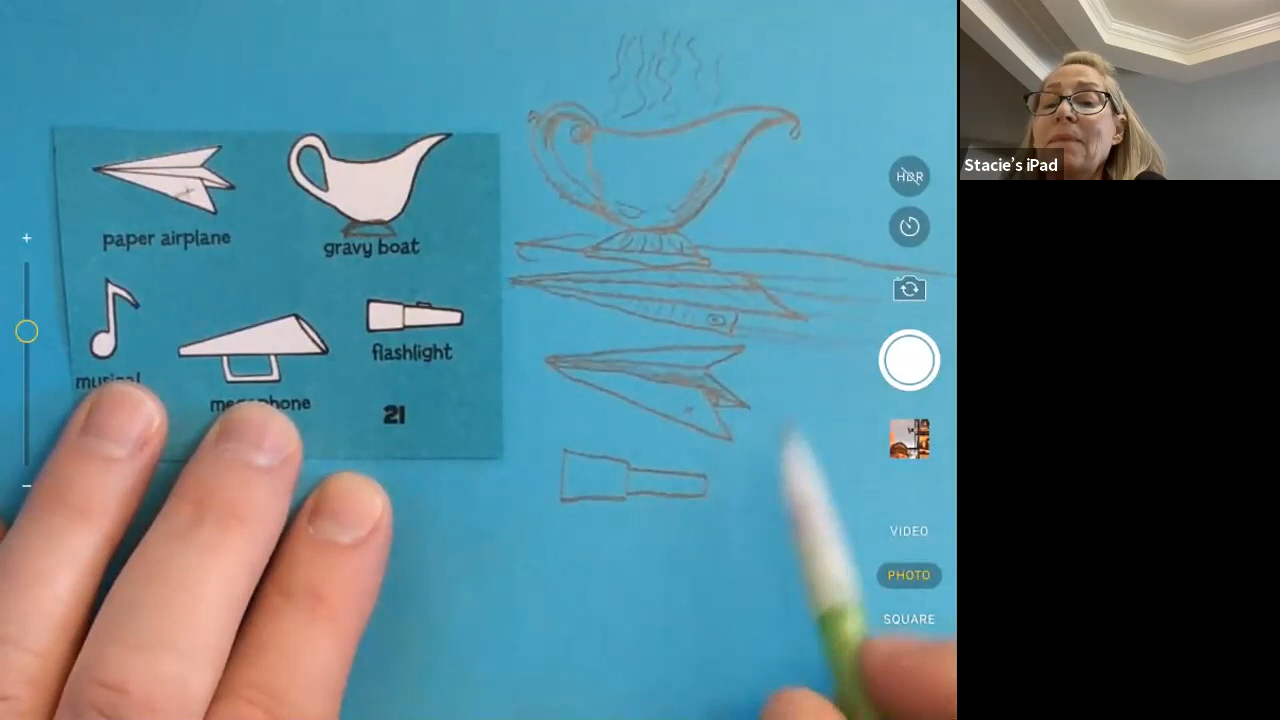 paper airplane
gravy boat
flashlight
21
HDR
VIDEO
PHOTO
SQUARE
Stacie's iPad